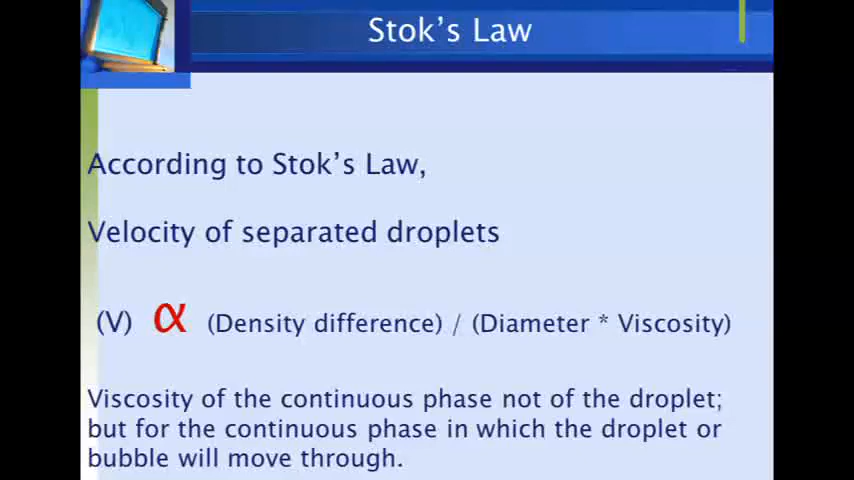 Stok's Law
According to Stok's Law,
Velocity of separated droplets
(V) α (Density difference) / (Diameter * Viscosity)
Viscosity of the continuous phase not of the droplet;
but for the continuous phase in which the droplet or
bubble will move through.